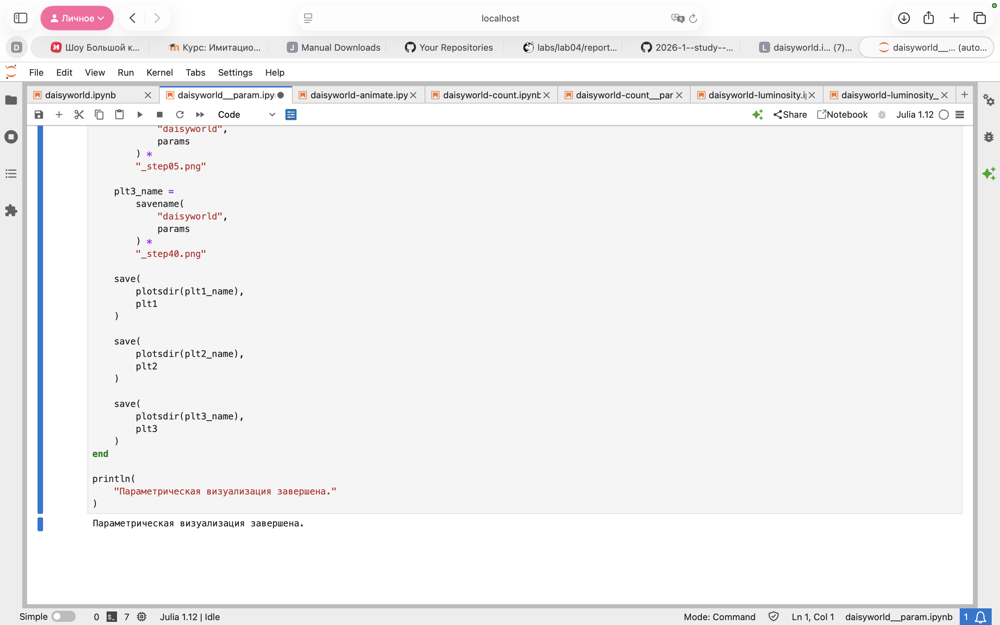 Личное
localhost
D
Шоу Большой к...
Курс: Имитацио...
J
Manual Downloads
Your Repositories
labs/lab04/report...
2026-1--study--...
L
daisyworld.i... (7)...
daisyworld__... (auto...
File Edit View Run Kernel Tabs Settings Help
daisyworld.ipynb
daisyworld__param.ipy
daisyworld-animate.ipy
daisyworld-count.ipynb
daisyworld-count__par
daisyworld-luminosity.i
daisyworld-luminosity_
Code
Share
Notebook
Julia 1.12
"daisyworld",
params
) *
"_step05.png"
plt3_name =
savename(
"daisyworld",
params
) *
"_step40.png"
save(
plotsdir(plt1_name),
plt1
)
save(
plotsdir(plt2_name),
plt2
)
save(
plotsdir(plt3_name),
plt3
)
end
println(
"Параметрическая визуализация завершена."
)
Параметрическая визуализация завершена.
Simple 0 $_ 7 Julia 1.12 | Idle
Mode: Command Ln 1, Col 1 daisyworld__param.ipynb 1